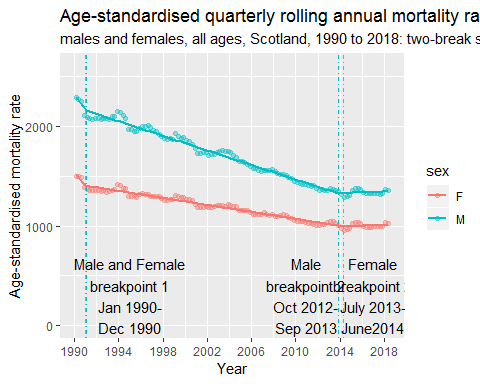 Age-standardised quarterly rolling annual mortality ra
males and females, all ages, Scotland, 1990 to 2018: two-break s
Age-standardised mortality rate
2000
1000
0
Male and Female
breakpoint 1
Jan 1990-
Dec 1990
Male
breakpoint 2
Oct 2012-
Sep 2013
Female
breakpoint 2
July 2013-
June2014
1990
1994
1998
2002
2006
2010
2014
2018
Year
sex
F
M